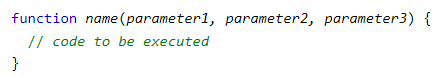 function name(parameter1, parameter2, parameter3) {
  // code to be executed
}